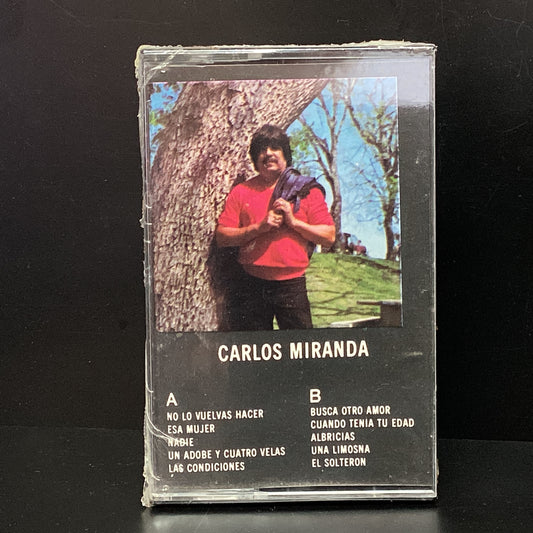 CARLOS MIRANDA
A
NO LO VUELVAS HACER
ESA MUJER
NADIE
UN ADOBE Y CUATRO VELAS
LAS CONDICIONES
B
BUSCA OTRO AMOR
CUANDO TENIA TU EDAD
ALBRICIAS
UNA LIMOSNA
EL SOLTERON